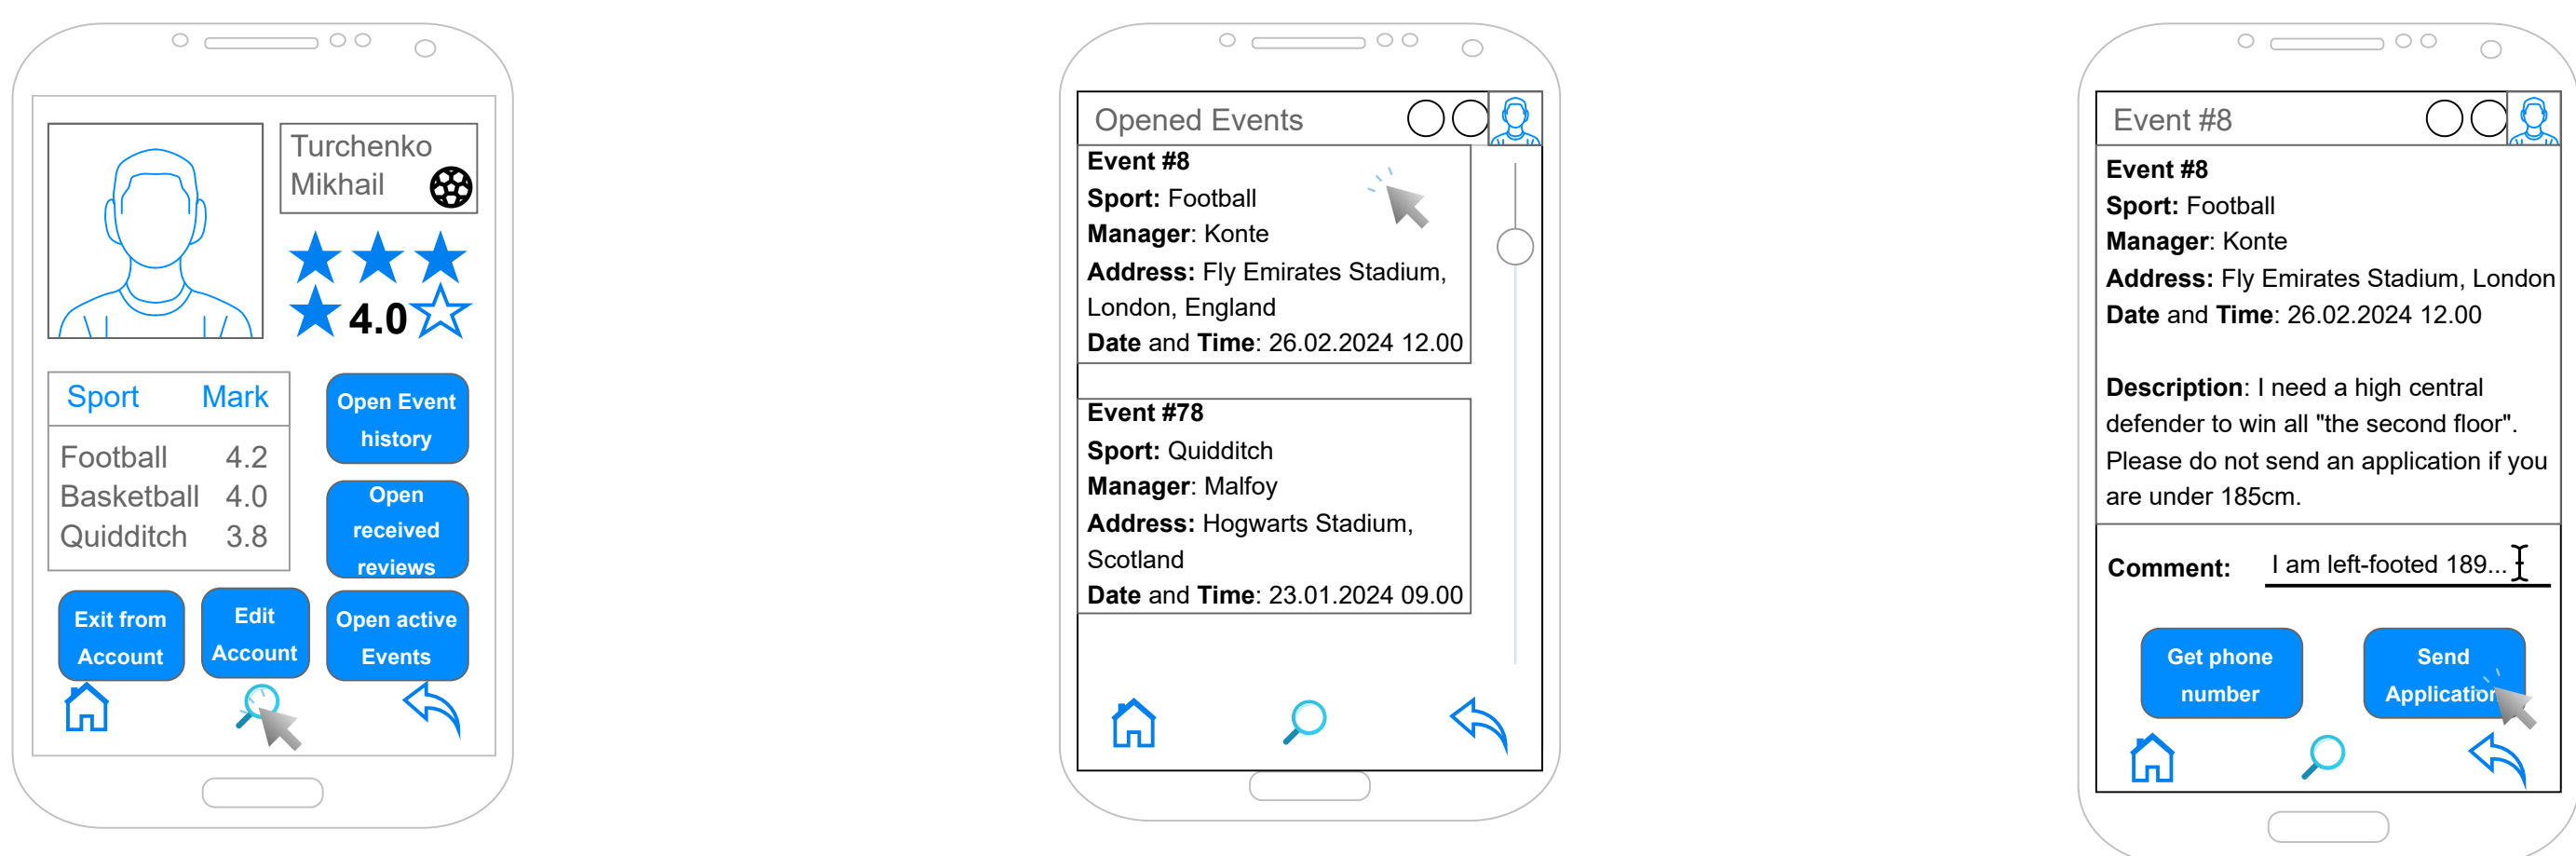 Turchenko
Mikhail
4.0
Sport Mark
Football 4.2
Basketball 4.0
Quidditch 3.8
Open Event
history
Open
received
reviews
Exit from
Account
Edit
Account
Open active
Events
Opened Events
Event #8
Sport: Football
Manager: Konte
Address: Fly Emirates Stadium,
London, England
Date and Time: 26.02.2024 12.00
Event #78
Sport: Quidditch
Manager: Malfoy
Address: Hogwarts Stadium,
Scotland
Date and Time: 23.01.2024 09.00
Event #8
Event #8
Sport: Football
Manager: Konte
Address: Fly Emirates Stadium, London
Date and Time: 26.02.2024 12.00
Description: I need a high central
defender to win all "the second floor".
Please do not send an application if you
are under 185cm.
Comment: I am left-footed 189...
Get phone
number
Send
Application